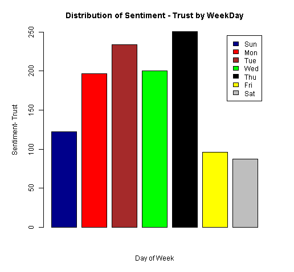 Distribution of Sentiment - Trust by WeekDay
250
200
150
100
50
0
Sentiment- Trust
Sun
Mon
Tue
Wed
Thu
Fri
Sat
Day of Week